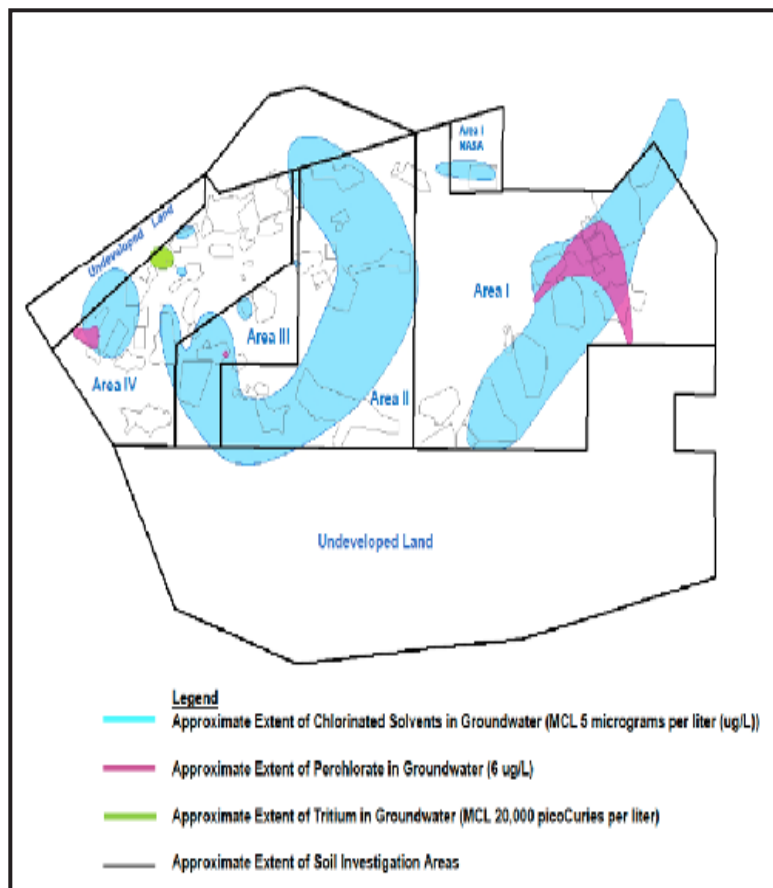 Area I
NASA
Undeveloped Land
Area I
Area III
Area IV
Area II
Undeveloped Land
Legend
Approximate Extent of Chlorinated Solvents in Groundwater (MCL 5 micrograms per liter (ug/L))
Approximate Extent of Perchlorate in Groundwater (6 ug/L)
Approximate Extent of Tritium in Groundwater (MCL 20,000 picoCuries per liter)
Approximate Extent of Soil Investigation Areas